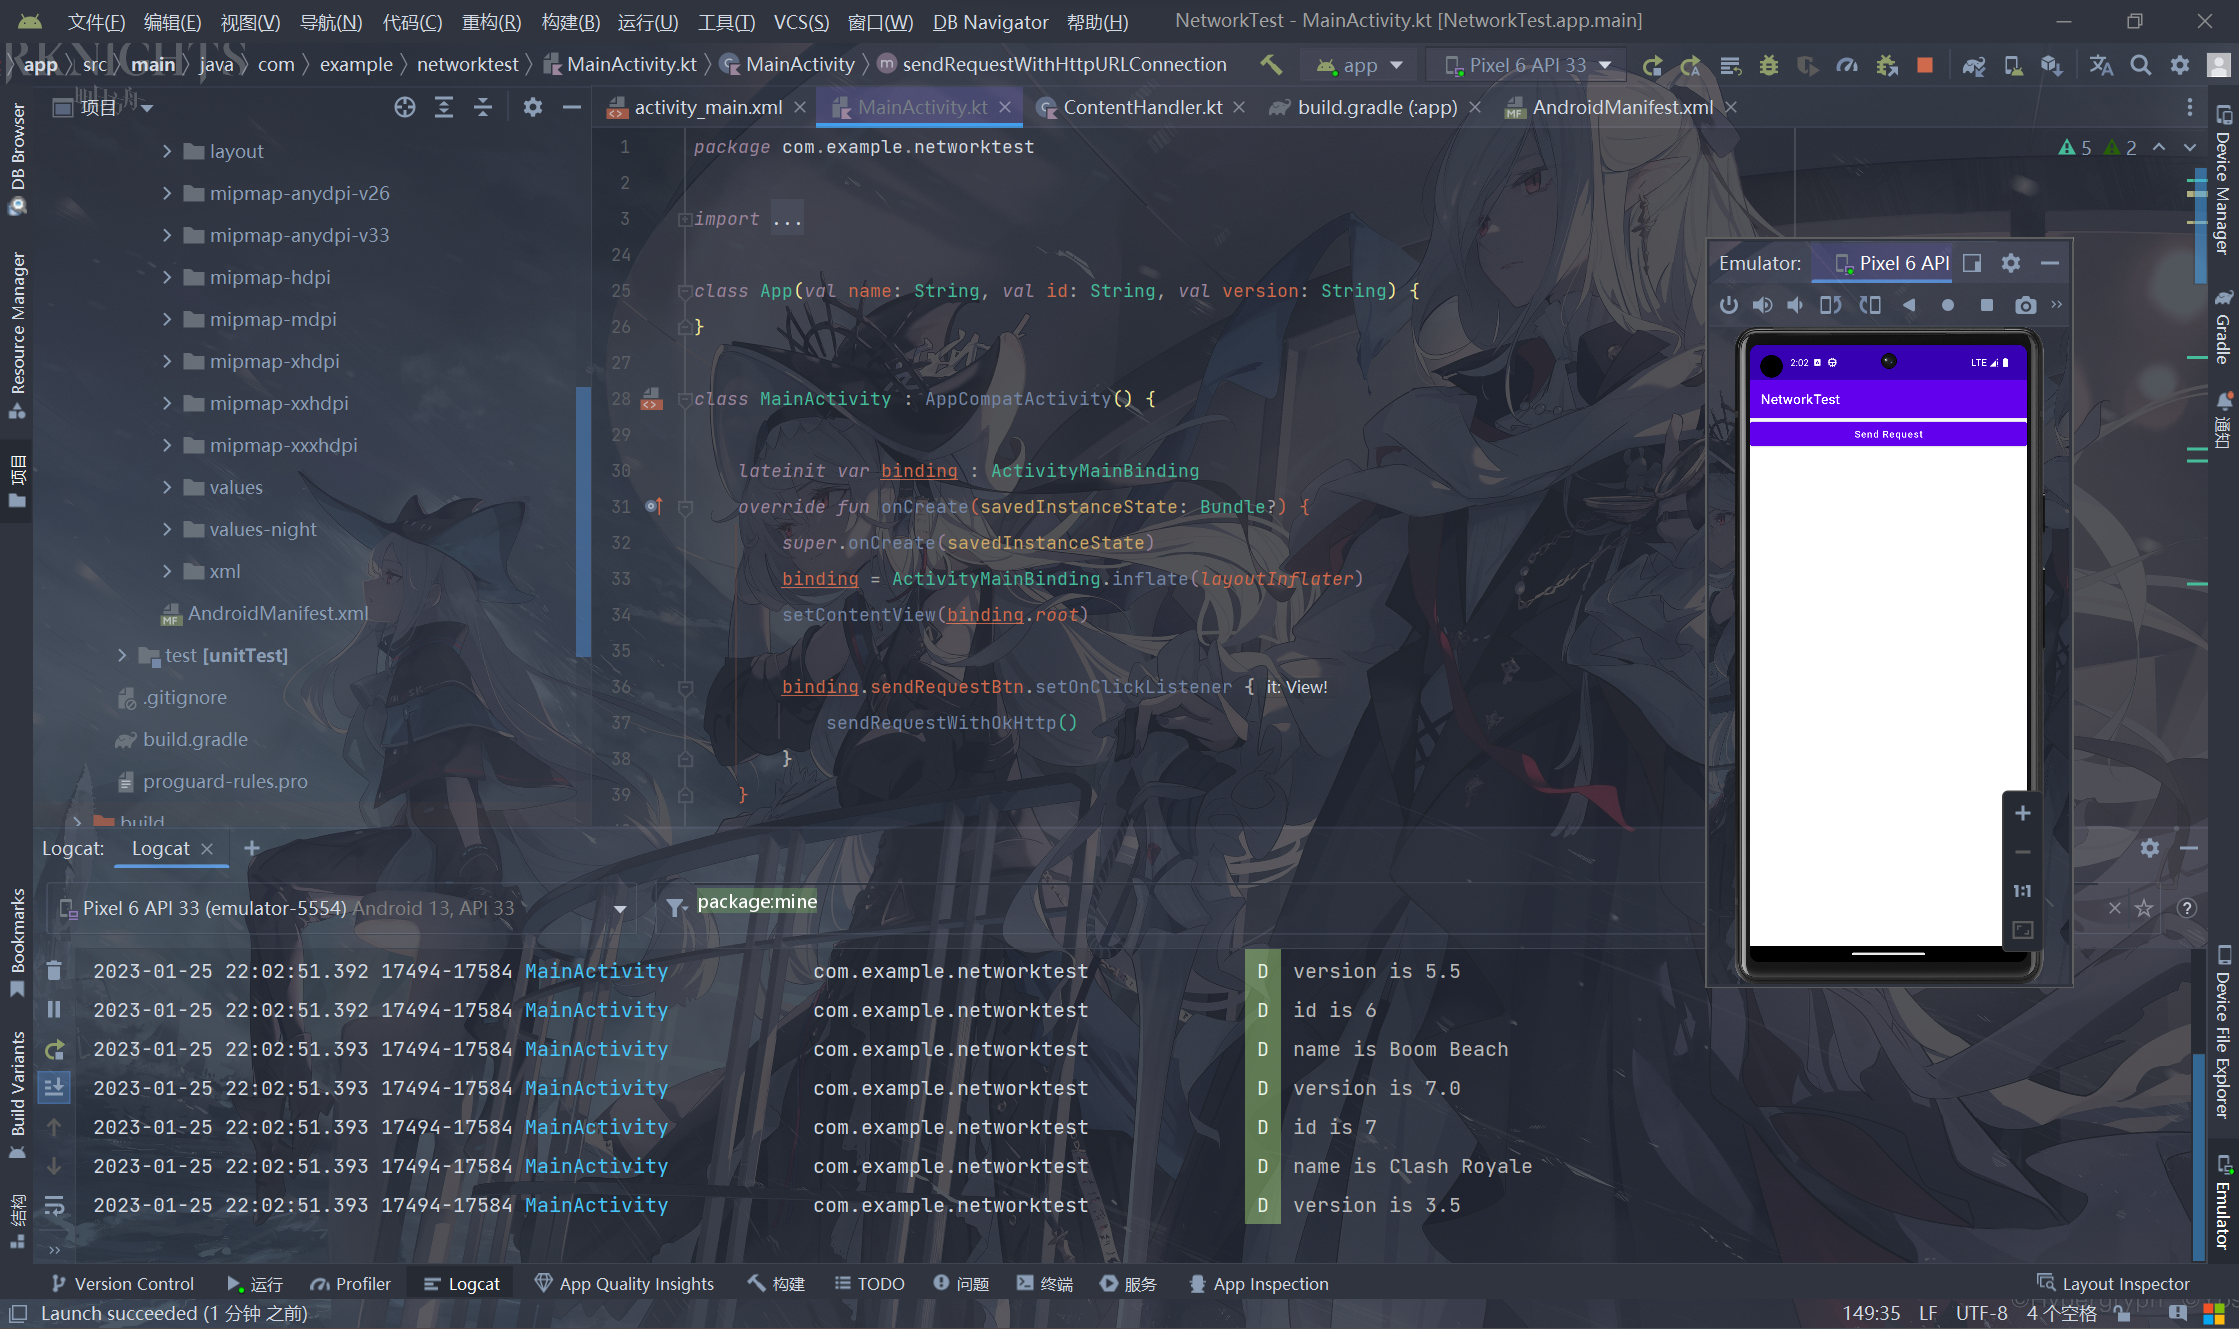 文件(F) 编辑(E) 视图(V) 导航(N) 代码(C) 重构(R) 构建(B) 运行(U) 工具(T) VCS(S) 窗口(W) DB Navigator 帮助(H) NetworkTest - MainActivity.kt [NetworkTest.app.main]
app src main java com example networktest MainActivity.kt MainActivity sendRequestWithHttpURLConnection app Pixel 6 API 33
项目
activity_main.xml MainActivity.kt ContentHandler.kt build.gradle (:app) AndroidManifest.xml
DB Browser
Resource Manager
项目
Bookmarks
Build Variants
结构
layout
mipmap-anydpi-v26
mipmap-anydpi-v33
mipmap-hdpi
mipmap-mdpi
mipmap-xhdpi
mipmap-xxhdpi
mipmap-xxxhdpi
values
values-night
xml
AndroidManifest.xml
test [unitTest]
.gitignore
build.gradle
proguard-rules.pro
build
5 2
1 package com.example.networktest
2
3 import ...
24
25 class App(val name: String, val id: String, val version: String) {
26 }
27
28 class MainActivity : AppCompatActivity() {
29
30 lateinit var binding : ActivityMainBinding
31 override fun onCreate(savedInstanceState: Bundle?) {
32 super.onCreate(savedInstanceState)
33 binding = ActivityMainBinding.inflate(layoutInflater)
34 setContentView(binding.root)
35
36 binding.sendRequestBtn.setOnClickListener { it: View!
37 sendRequestWithOkHttp()
38 }
39 }
Emulator: Pixel 6 API
2:02 LTE
NetworkTest
Send Request
1:1
Device Manager
Gradle
通知
Device File Explorer
Emulator
Logcat: Logcat
Pixel 6 API 33 (emulator-5554) Android 13, API 33 package:mine
2023-01-25 22:02:51.392 17494-17584 MainActivity com.example.networktest D version is 5.5
2023-01-25 22:02:51.392 17494-17584 MainActivity com.example.networktest D id is 6
2023-01-25 22:02:51.393 17494-17584 MainActivity com.example.networktest D name is Boom Beach
2023-01-25 22:02:51.393 17494-17584 MainActivity com.example.networktest D version is 7.0
2023-01-25 22:02:51.393 17494-17584 MainActivity com.example.networktest D id is 7
2023-01-25 22:02:51.393 17494-17584 MainActivity com.example.networktest D name is Clash Royale
2023-01-25 22:02:51.393 17494-17584 MainActivity com.example.networktest D version is 3.5
Version Control 运行 Profiler Logcat App Quality Insights 构建 TODO 问题 终端 服务 App Inspection Layout Inspector
Launch succeeded (1 分钟 之前) 149:35 LF UTF-8 4 个空格